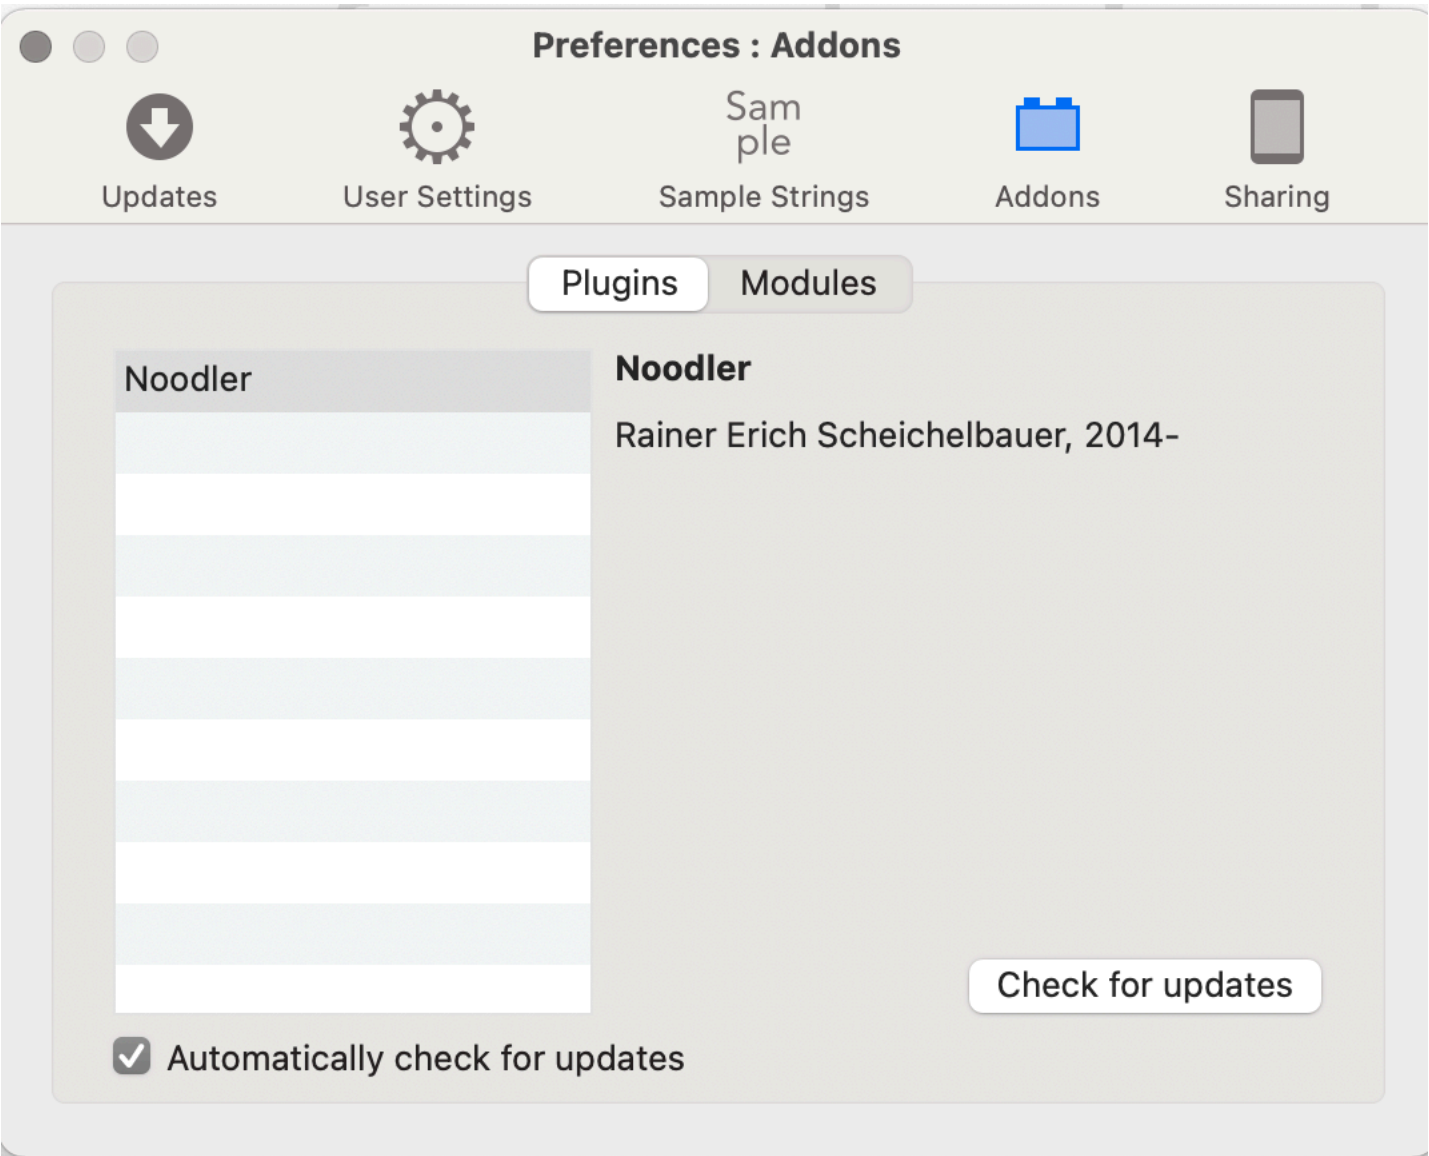 Preferences : Addons
Sam
ple
Updates
User Settings
Sample Strings
Addons
Sharing
Plugins
Modules
Noodler
Noodler
Rainer Erich Scheichelbauer, 2014-
Check for updates
Automatically check for updates